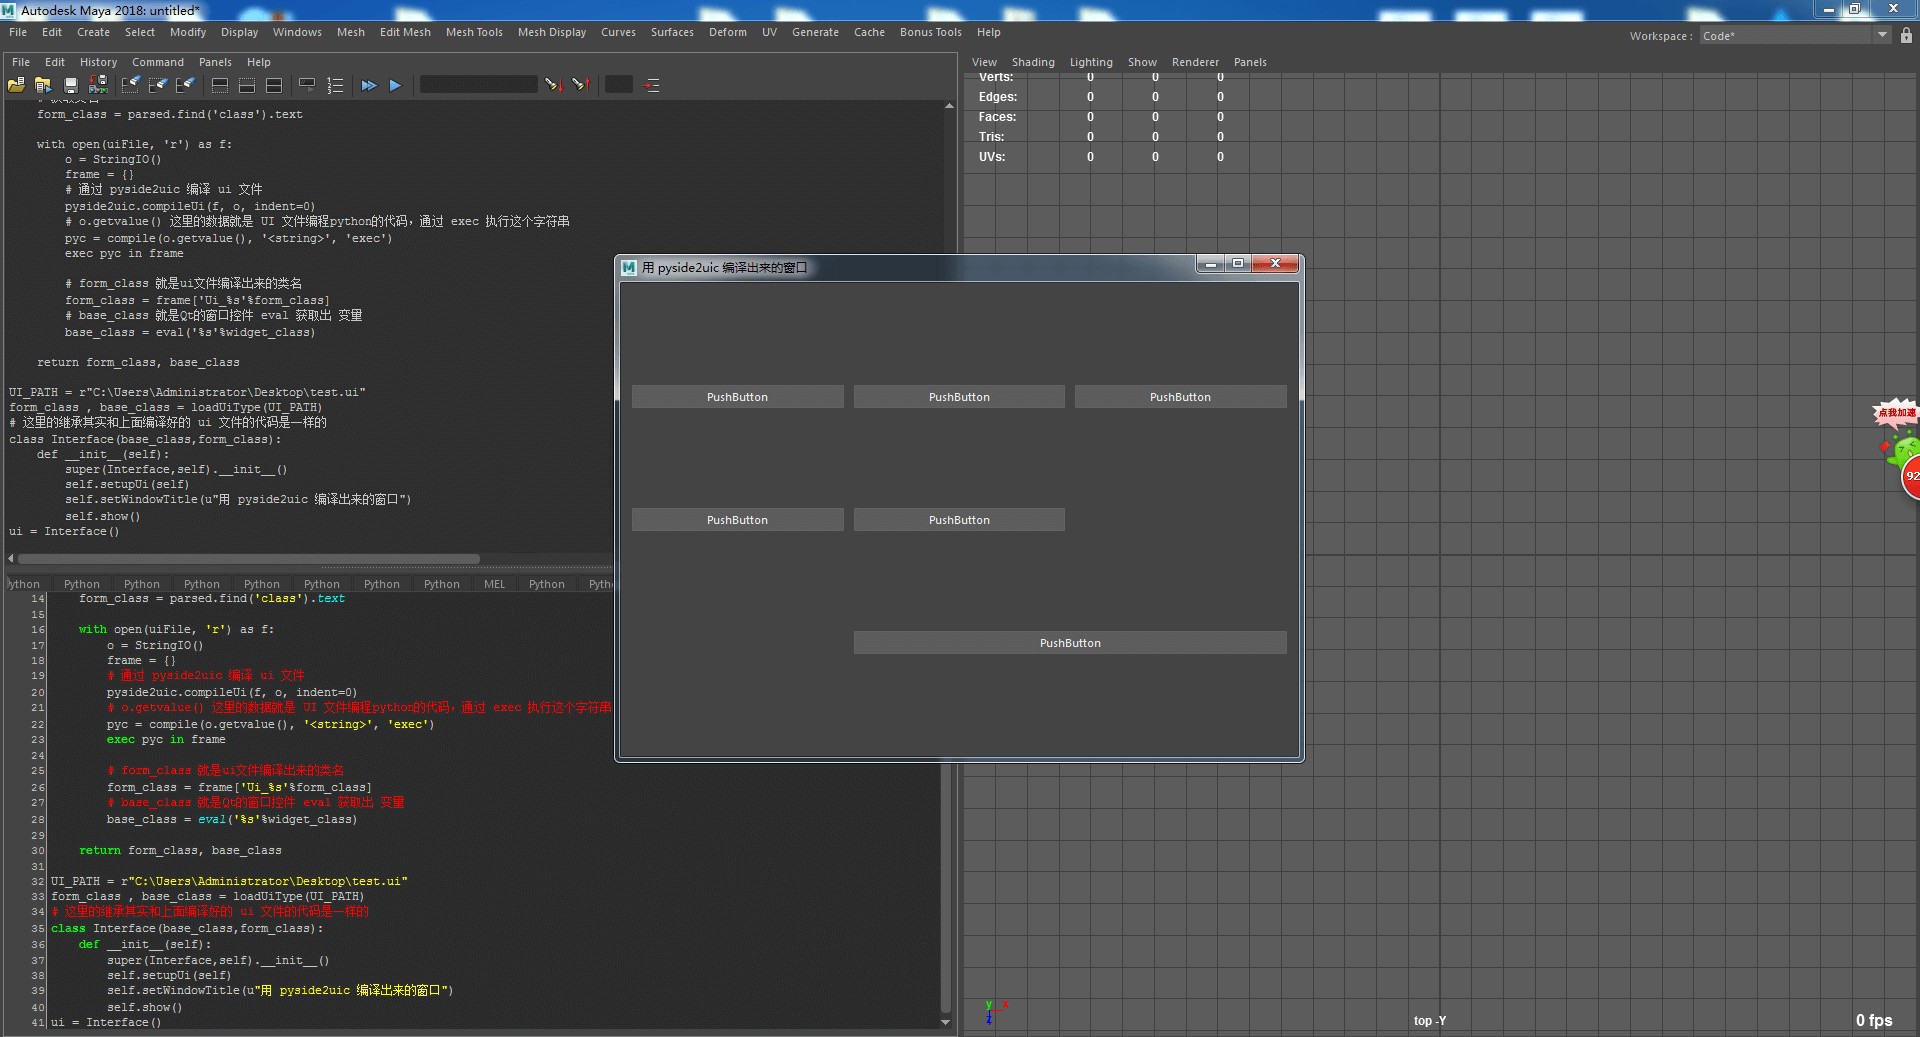 Autodesk Maya 2018: untitled*
File Edit Create Select Modify Display Windows Mesh Edit Mesh Mesh Tools Mesh Display Curves Surfaces Deform UV Generate Cache Bonus Tools Help
Workspace : Code*
File Edit History Command Panels Help
form_class = parsed.find('class').text
with open(uiFile, 'r') as f:
o = StringIO()
frame = {}
# 通过 pyside2uic 编译 ui 文件
pyside2uic.compileUi(f, o, indent=0)
# o.getvalue() 这里的数据就是 UI 文件编程python的代码，通过 exec 执行这个字符串
pyc = compile(o.getvalue(), '<string>', 'exec')
exec pyc in frame
# form_class 就是ui文件编译出来的类名
form_class = frame['Ui_%s'%form_class]
# base_class 就是Qt的窗口控件 eval 获取出 变量
base_class = eval('%s'%widget_class)
return form_class, base_class
UI_PATH = r"C:\Users\Administrator\Desktop\test.ui"
form_class , base_class = loadUiType(UI_PATH)
# 这里的继承其实和上面编译好的 ui 文件的代码是一样的
class Interface(base_class,form_class):
def __init__(self):
super(Interface,self).__init__()
self.setupUi(self)
self.setWindowTitle(u"用 pyside2uic 编译出来的窗口")
self.show()
ui = Interface()
ython Python Python Python Python Python Python Python MEL Python Pyth
14 form_class = parsed.find('class').text
15
16 with open(uiFile, 'r') as f:
17 o = StringIO()
18 frame = {}
19 # 通过 pyside2uic 编译 ui 文件
20 pyside2uic.compileUi(f, o, indent=0)
21 # o.getvalue() 这里的数据就是 UI 文件编程python的代码，通过 exec 执行这个字符串
22 pyc = compile(o.getvalue(), '<string>', 'exec')
23 exec pyc in frame
24
25 # form_class 就是ui文件编译出来的类名
26 form_class = frame['Ui_%s'%form_class]
27 # base_class 就是Qt的窗口控件 eval 获取出 变量
28 base_class = eval('%s'%widget_class)
29
30 return form_class, base_class
31
32 UI_PATH = r"C:\Users\Administrator\Desktop\test.ui"
33 form_class , base_class = loadUiType(UI_PATH)
34 # 这里的继承其实和上面编译好的 ui 文件的代码是一样的
35 class Interface(base_class,form_class):
36 def __init__(self):
37 super(Interface,self).__init__()
38 self.setupUi(self)
39 self.setWindowTitle(u"用 pyside2uic 编译出来的窗口")
40 self.show()
41 ui = Interface()
用 pyside2uic 编译出来的窗口
PushButton PushButton PushButton
PushButton PushButton
PushButton
View Shading Lighting Show Renderer Panels
Verts: 0 0 0
Edges: 0 0 0
Faces: 0 0 0
Tris: 0 0 0
UVs: 0 0 0
点我加速
92
y x
z
top -Y
0 fps